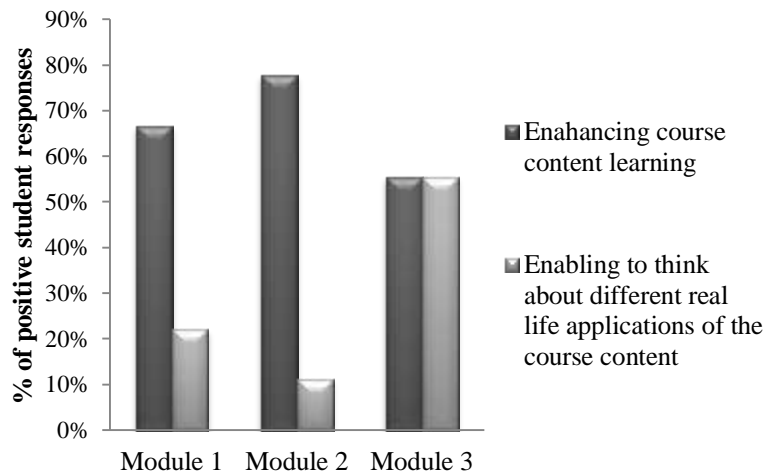 % of positive student responses
90%
80%
70%
60%
50%
40%
30%
20%
10%
0%
Module 1
Module 2
Module 3
Enahancing course
content learning
Enabling to think
about different real
life applications of the
course content